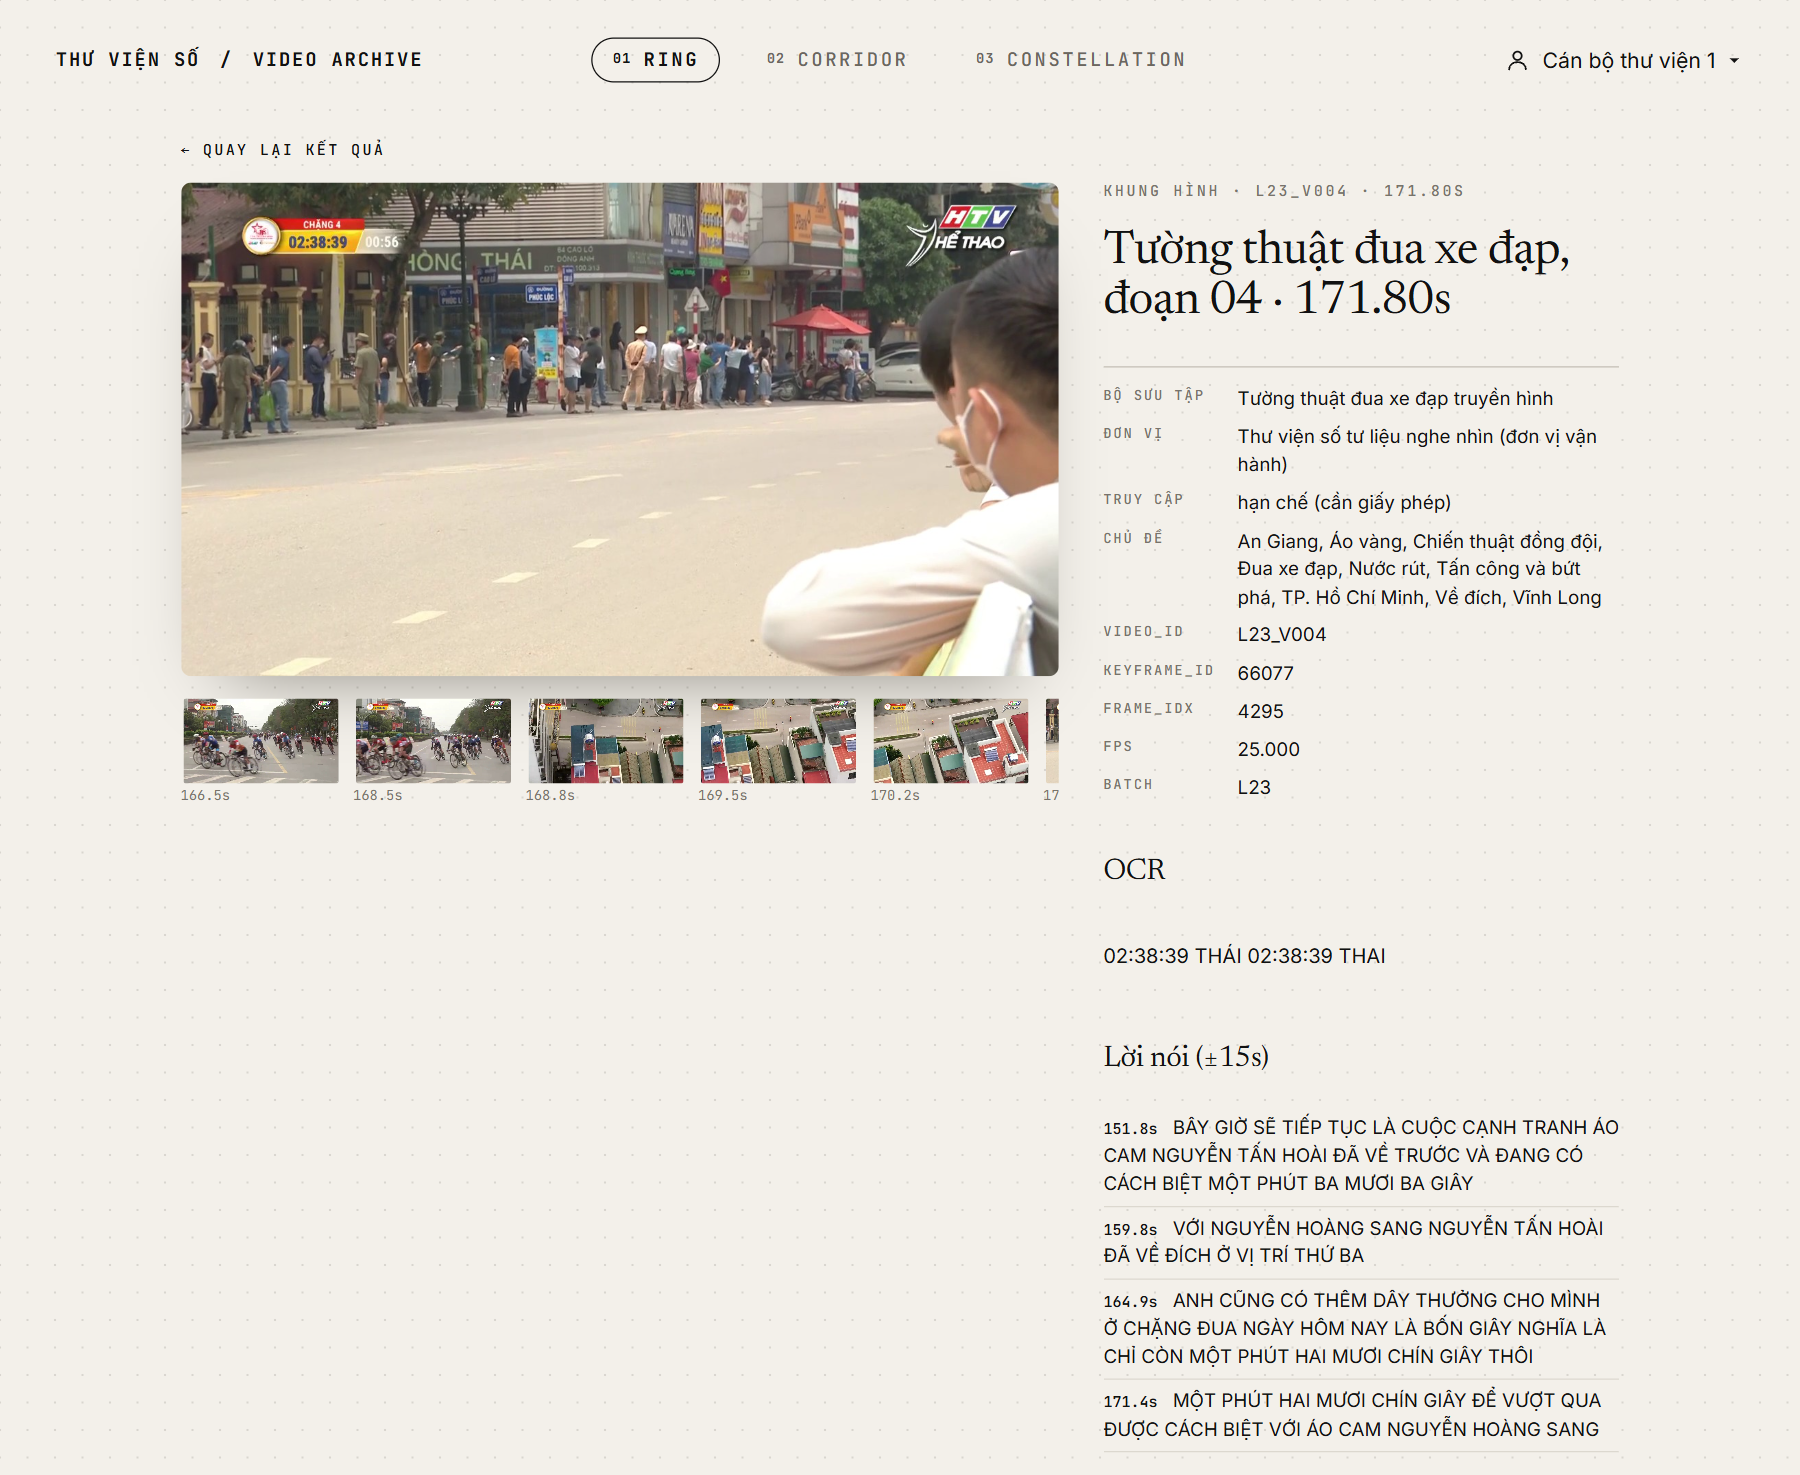 THƯ VIỆN SỐ / VIDEO ARCHIVE
01 RING
02 CORRIDOR
03 CONSTELLATION
Cán bộ thư viện 1
← QUAY LẠI KẾT QUẢ
CHẶNG 4
02:38:39 00:56
HTV
THỂ THAO
HỒNG THÁI
84 CAO LỖ
ĐÔNG ANH
PHÚC LỘC
166.5s
168.5s
168.8s
169.5s
170.2s
17
KHUNG HÌNH · L23_V004 · 171.80S
Tường thuật đua xe đạp,
đoạn 04 · 171.80s
BỘ SƯU TẬP Tường thuật đua xe đạp truyền hình
ĐƠN VỊ Thư viện số tư liệu nghe nhìn (đơn vị vận
hành)
TRUY CẬP hạn chế (cần giấy phép)
CHỦ ĐỀ An Giang, Áo vàng, Chiến thuật đồng đội,
Đua xe đạp, Nước rút, Tấn công và bứt
phá, TP. Hồ Chí Minh, Về đích, Vĩnh Long
VIDEO_ID L23_V004
KEYFRAME_ID 66077
FRAME_IDX 4295
FPS 25.000
BATCH L23
OCR
02:38:39 THÁI 02:38:39 THAI
Lời nói (±15s)
151.8s BÂY GIỜ SẼ TIẾP TỤC LÀ CUỘC CẠNH TRANH ÁO
CAM NGUYỄN TẤN HOÀI ĐÃ VỀ TRƯỚC VÀ ĐANG CÓ
CÁCH BIỆT MỘT PHÚT BA MƯƠI BA GIÂY
159.8s VỚI NGUYỄN HOÀNG SANG NGUYỄN TẤN HOÀI
ĐÃ VỀ ĐÍCH Ở VỊ TRÍ THỨ BA
164.9s ANH CŨNG CÓ THÊM DÂY THƯỞNG CHO MÌNH
Ở CHẶNG ĐUA NGÀY HÔM NAY LÀ BỐN GIÂY NGHĨA LÀ
CHỈ CÒN MỘT PHÚT HAI MƯƠI CHÍN GIÂY THÔI
171.4s MỘT PHÚT HAI MƯƠI CHÍN GIÂY ĐỂ VƯỢT QUA
ĐƯỢC CÁCH BIỆT VỚI ÁO CAM NGUYỄN HOÀNG SANG